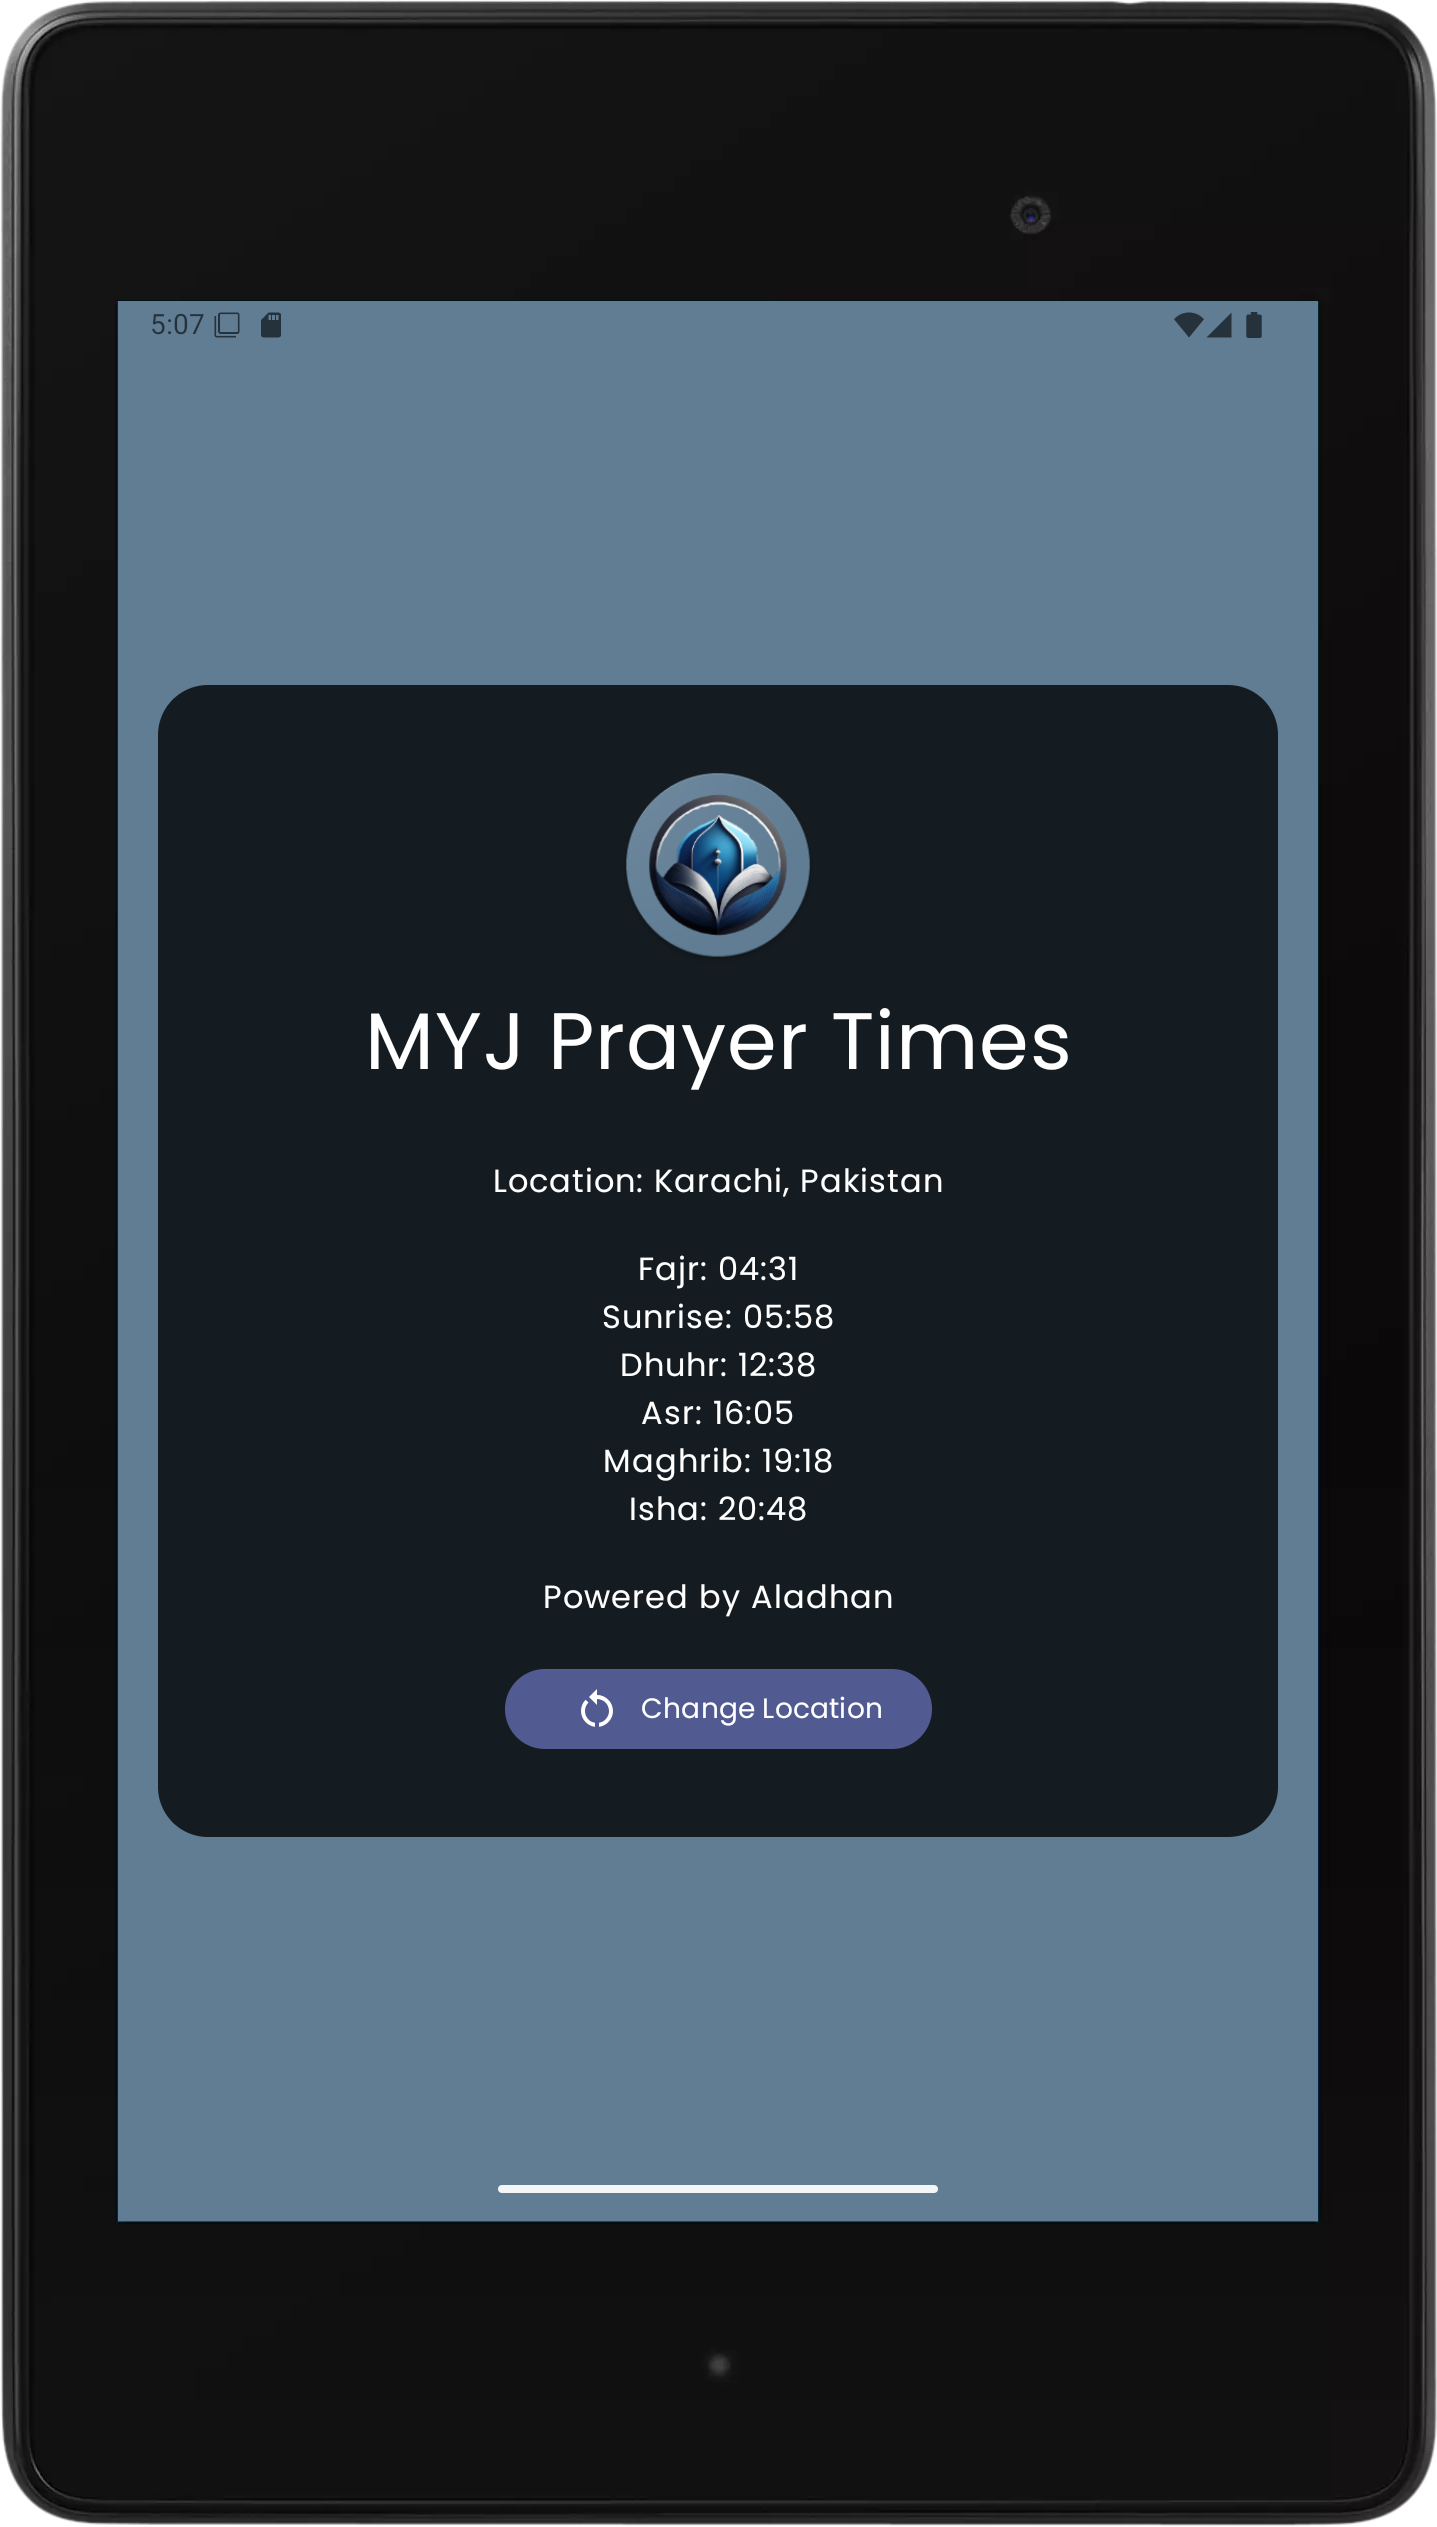 5:07
MYJ Prayer Times
Location: Karachi, Pakistan
Fajr: 04:31
Sunrise: 05:58
Dhuhr: 12:38
Asr: 16:05
Maghrib: 19:18
Isha: 20:48
Powered by Aladhan
Change Location